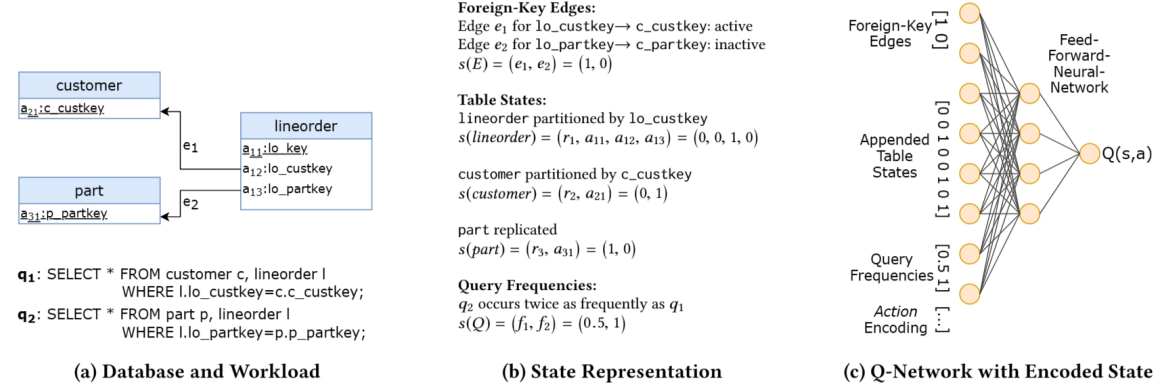 customer
a21:c_custkey
lineorder
a11:lo_key
a12:lo_custkey
a13:lo_partkey
e1
part
a31:p_partkey
e2
q1: SELECT * FROM customer c, lineorder l
WHERE l.lo_custkey=c.c_custkey;
q2: SELECT * FROM part p, lineorder l
WHERE l.lo_partkey=p.p_partkey;
(a) Database and Workload
Foreign-Key Edges:
Edge e1 for lo_custkey→ c_custkey: active
Edge e2 for lo_partkey→ c_partkey: inactive
s(E) = (e1, e2) = (1, 0)
Table States:
lineorder partitioned by lo_custkey
s(lineorder) = (r1, a11, a12, a13) = (0, 0, 1, 0)
customer partitioned by c_custkey
s(customer) = (r2, a21) = (0, 1)
part replicated
s(part) = (r3, a31) = (1, 0)
Query Frequencies:
q2 occurs twice as frequently as q1
s(Q) = (f1, f2) = (0.5, 1)
(b) State Representation
Foreign-Key
Edges
[1 0]
Appended
Table
States
[0 0 1 0 0 1 0 1]
Query
Frequencies
[0.5 1]
Action
Encoding
[...]
Feed-
Forward-
Neural-
Network
Q(s,a)
(c) Q-Network with Encoded State